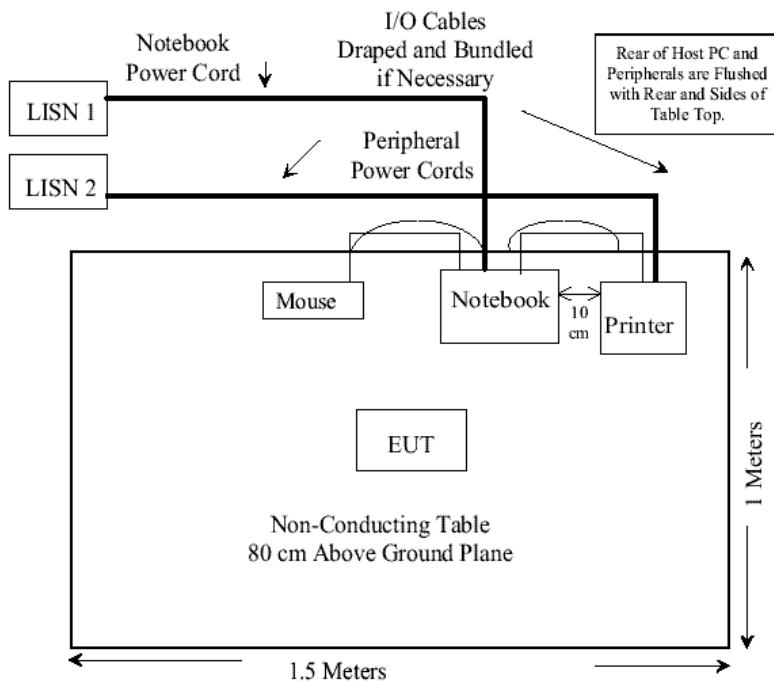 I/O Cables
Draped and Bundled
if Necessary
Notebook
Power Cord
Rear of Host PC and
Peripherals are Flushed
with Rear and Sides of
Table Top.
LISN 1
Peripheral
Power Cords
LISN 2
Mouse
Notebook
10
cm
Printer
EUT
1 Meters
Non-Conducting Table
80 cm Above Ground Plane
1.5 Meters